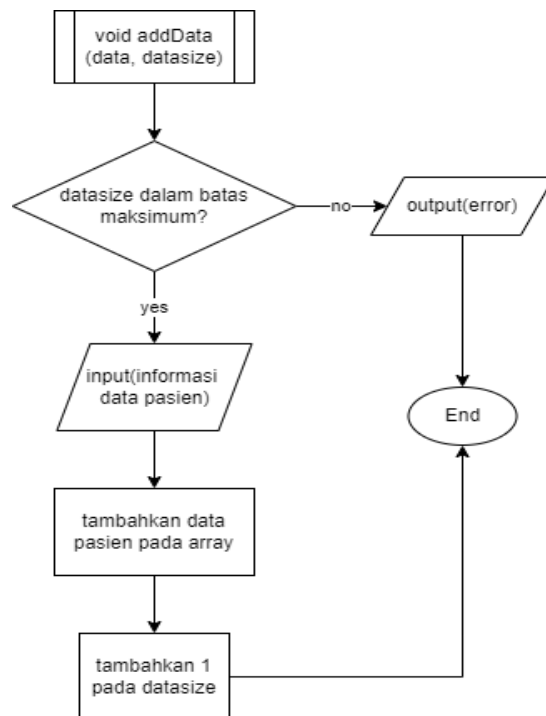 void addData
(data, datasize)
datasize dalam batas
maksimum?
no
output(error)
yes
input(informasi
data pasien)
End
tambahkan data
pasien pada array
tambahkan 1
pada datasize